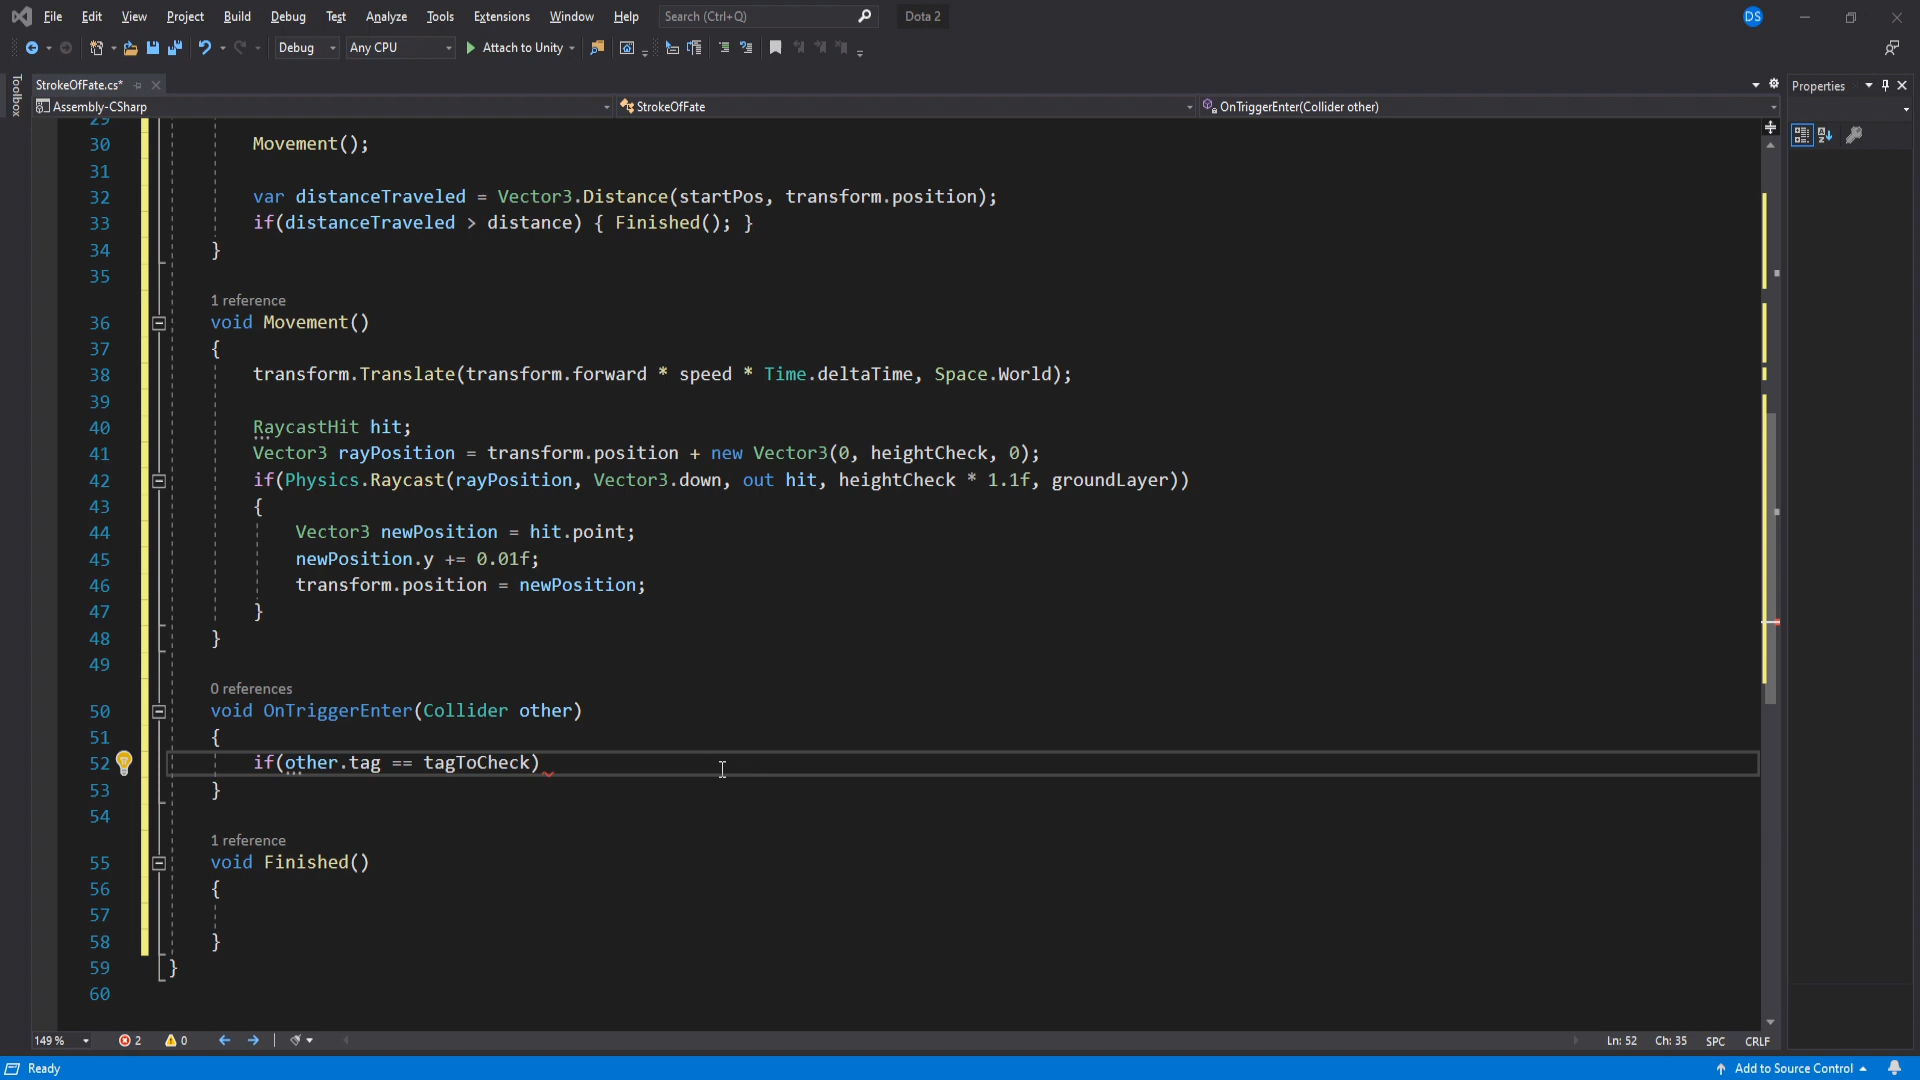 File Edit View Project Build Debug Test Analyze Tools Extensions Window Help Search (Ctrl+Q) Dota 2 DS
Debug Any CPU Attach to Unity
Toolbox
StrokeOfFate.cs*
Properties
Assembly-CSharp StrokeOfFate OnTriggerEnter(Collider other)
29
30 Movement();
31
32 var distanceTraveled = Vector3.Distance(startPos, transform.position);
33 if(distanceTraveled > distance) { Finished(); }
34 }
35
1 reference
36 void Movement()
37 {
38 transform.Translate(transform.forward * speed * Time.deltaTime, Space.World);
39
40 RaycastHit hit;
41 Vector3 rayPosition = transform.position + new Vector3(0, heightCheck, 0);
42 if(Physics.Raycast(rayPosition, Vector3.down, out hit, heightCheck * 1.1f, groundLayer))
43 {
44 Vector3 newPosition = hit.point;
45 newPosition.y += 0.01f;
46 transform.position = newPosition;
47 }
48 }
49
0 references
50 void OnTriggerEnter(Collider other)
51 {
52 if(other.tag == tagToCheck)
53 }
54
1 reference
55 void Finished()
56 {
57
58 }
59 }
60
149 % 2 0 Ln: 52 Ch: 35 SPC CRLF
Ready Add to Source Control